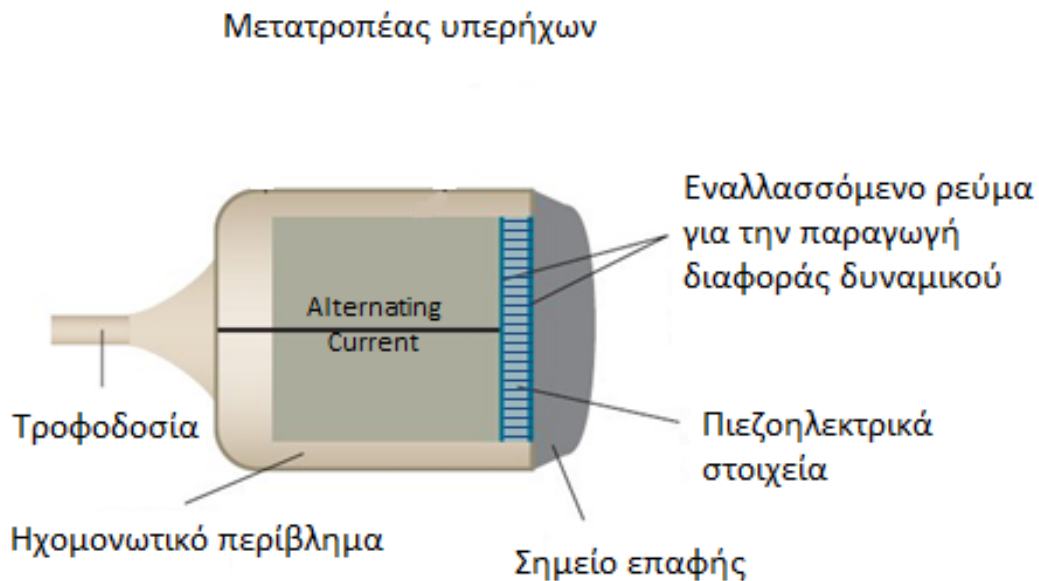 Μετατροπέας υπερήχων
Εναλλασσόμενο ρεύμα
για την παραγωγή
διαφοράς δυναμικού
Alternating
Current
Τροφοδοσία
Πιεζοηλεκτρικά
στοιχεία
Ηχομονωτικό περίβλημα
Σημείο επαφής